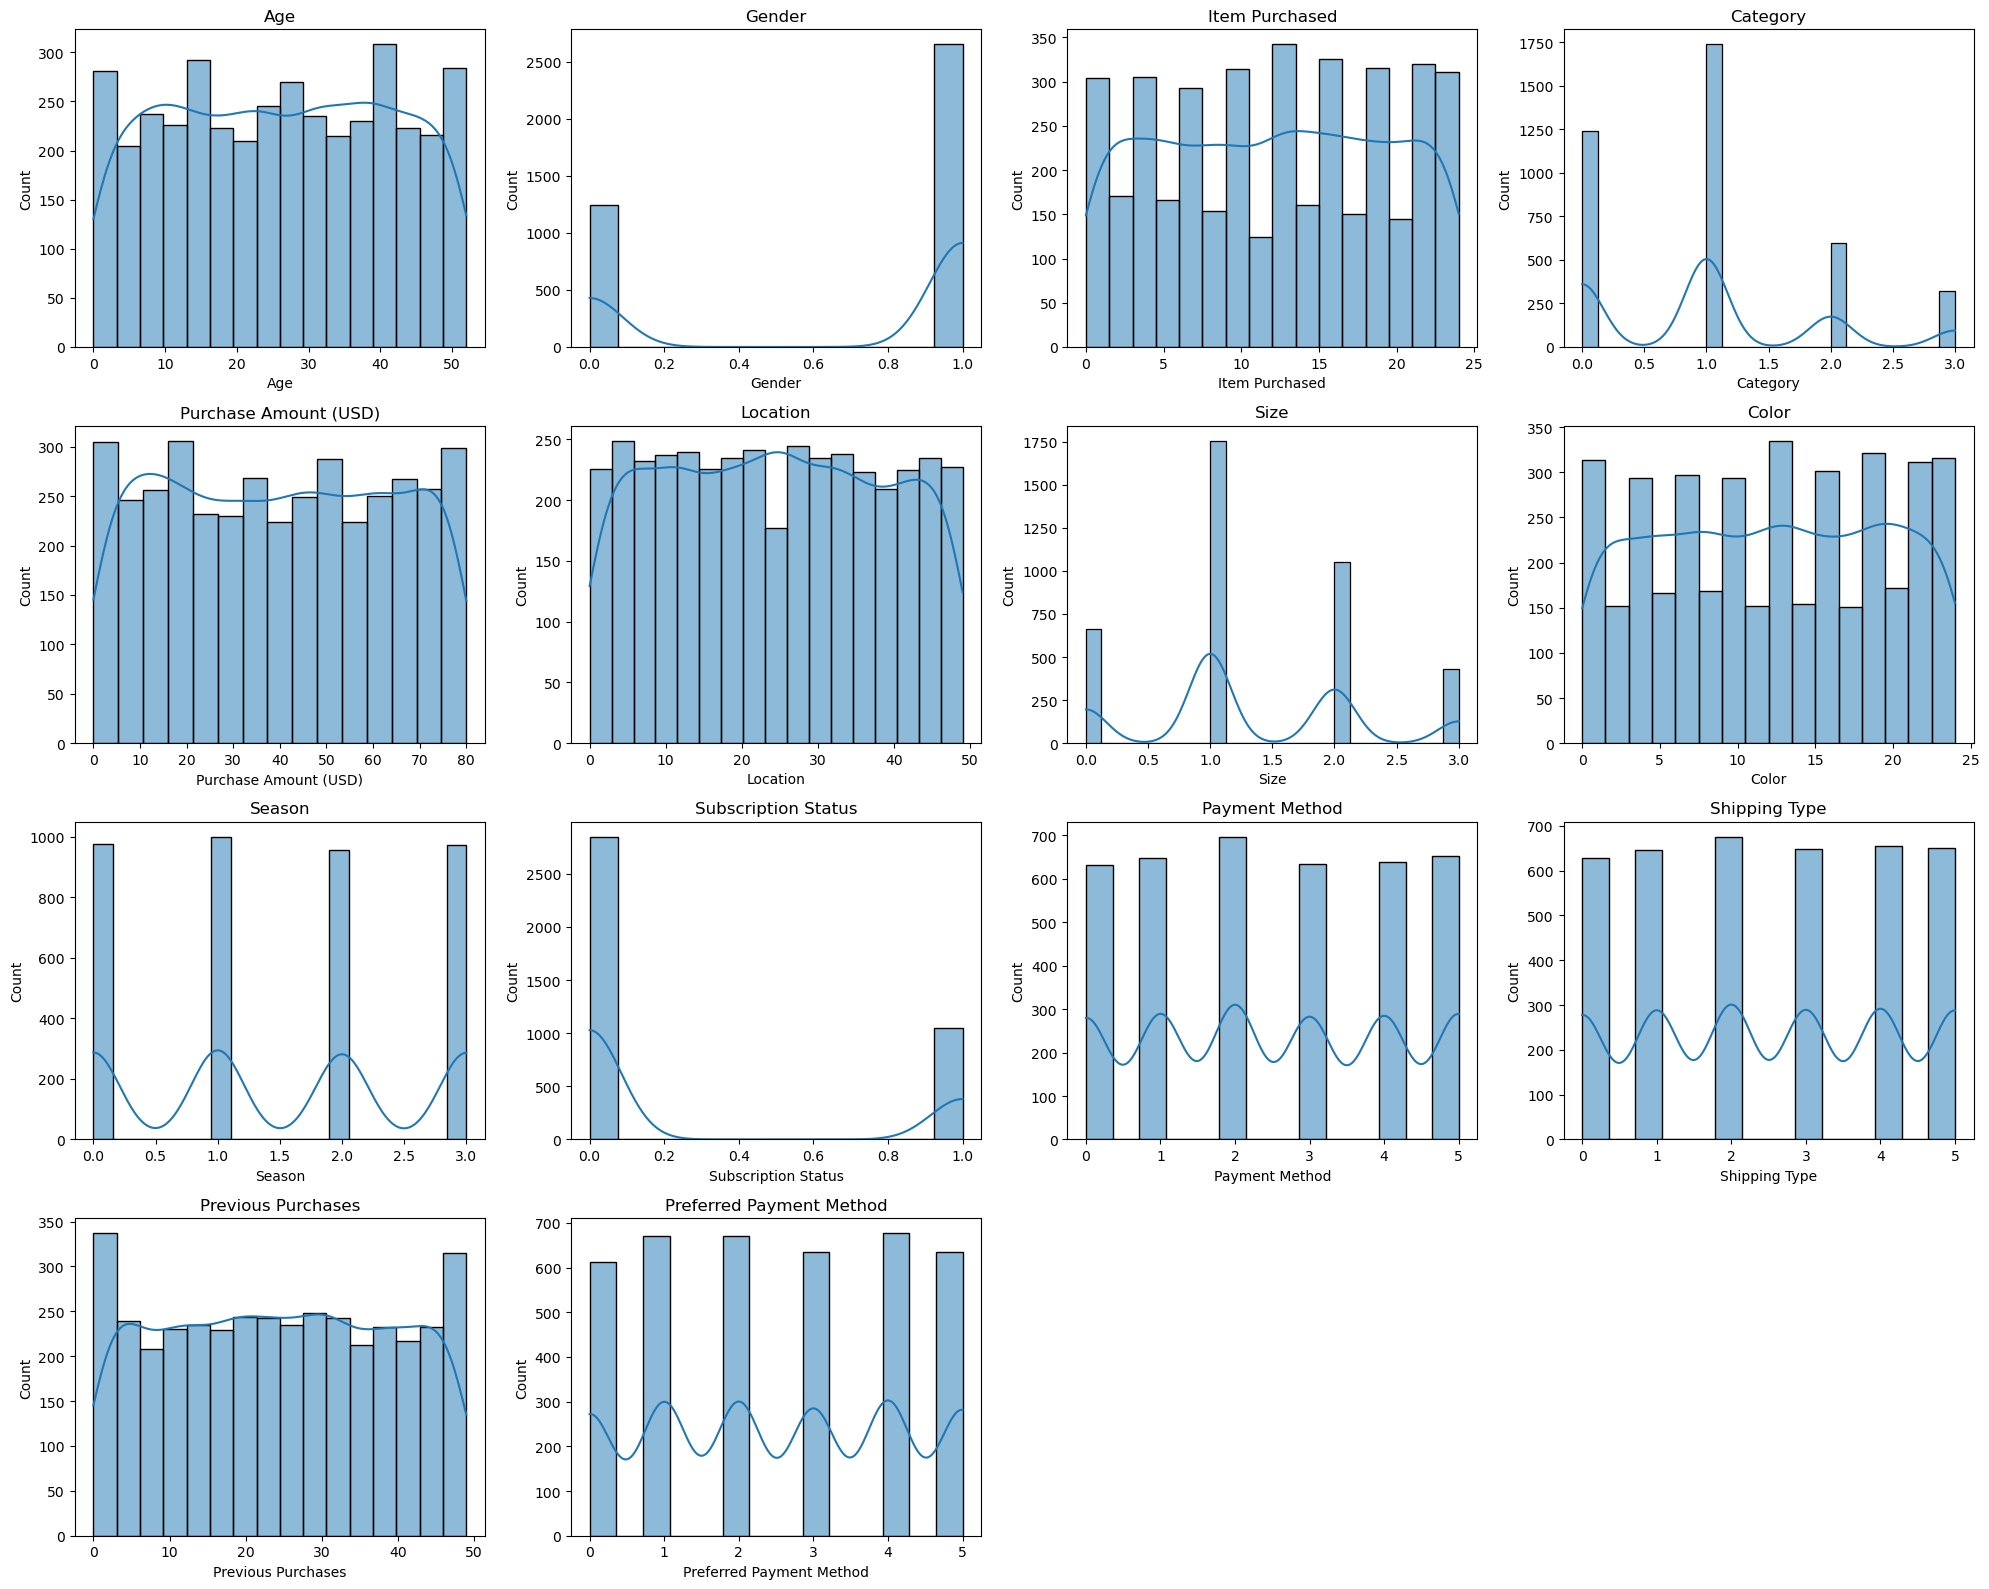 Age
300
250
200
150
100
50
0
Count
0 10 20 30 40 50
Age
Gender
2500
2000
1500
1000
500
0
Count
0.0 0.2 0.4 0.6 0.8 1.0
Gender
Item Purchased
350
300
250
200
150
100
50
0
Count
0 5 10 15 20 25
Item Purchased
Category
1750
1500
1250
1000
750
500
250
0
Count
0.0 0.5 1.0 1.5 2.0 2.5 3.0
Category
Purchase Amount (USD)
300
250
200
150
100
50
0
Count
0 10 20 30 40 50 60 70 80
Purchase Amount (USD)
Location
250
200
150
100
50
0
Count
0 10 20 30 40 50
Location
Size
1750
1500
1250
1000
750
500
250
0
Count
0.0 0.5 1.0 1.5 2.0 2.5 3.0
Size
Color
350
300
250
200
150
100
50
0
Count
0 5 10 15 20 25
Color
Season
1000
800
600
400
200
0
Count
0.0 0.5 1.0 1.5 2.0 2.5 3.0
Season
Subscription Status
2500
2000
1500
1000
500
0
Count
0.0 0.2 0.4 0.6 0.8 1.0
Subscription Status
Payment Method
700
600
500
400
300
200
100
0
Count
0 1 2 3 4 5
Payment Method
Shipping Type
700
600
500
400
300
200
100
0
Count
0 1 2 3 4 5
Shipping Type
Previous Purchases
350
300
250
200
150
100
50
0
Count
0 10 20 30 40 50
Previous Purchases
Preferred Payment Method
700
600
500
400
300
200
100
0
Count
0 1 2 3 4 5
Preferred Payment Method